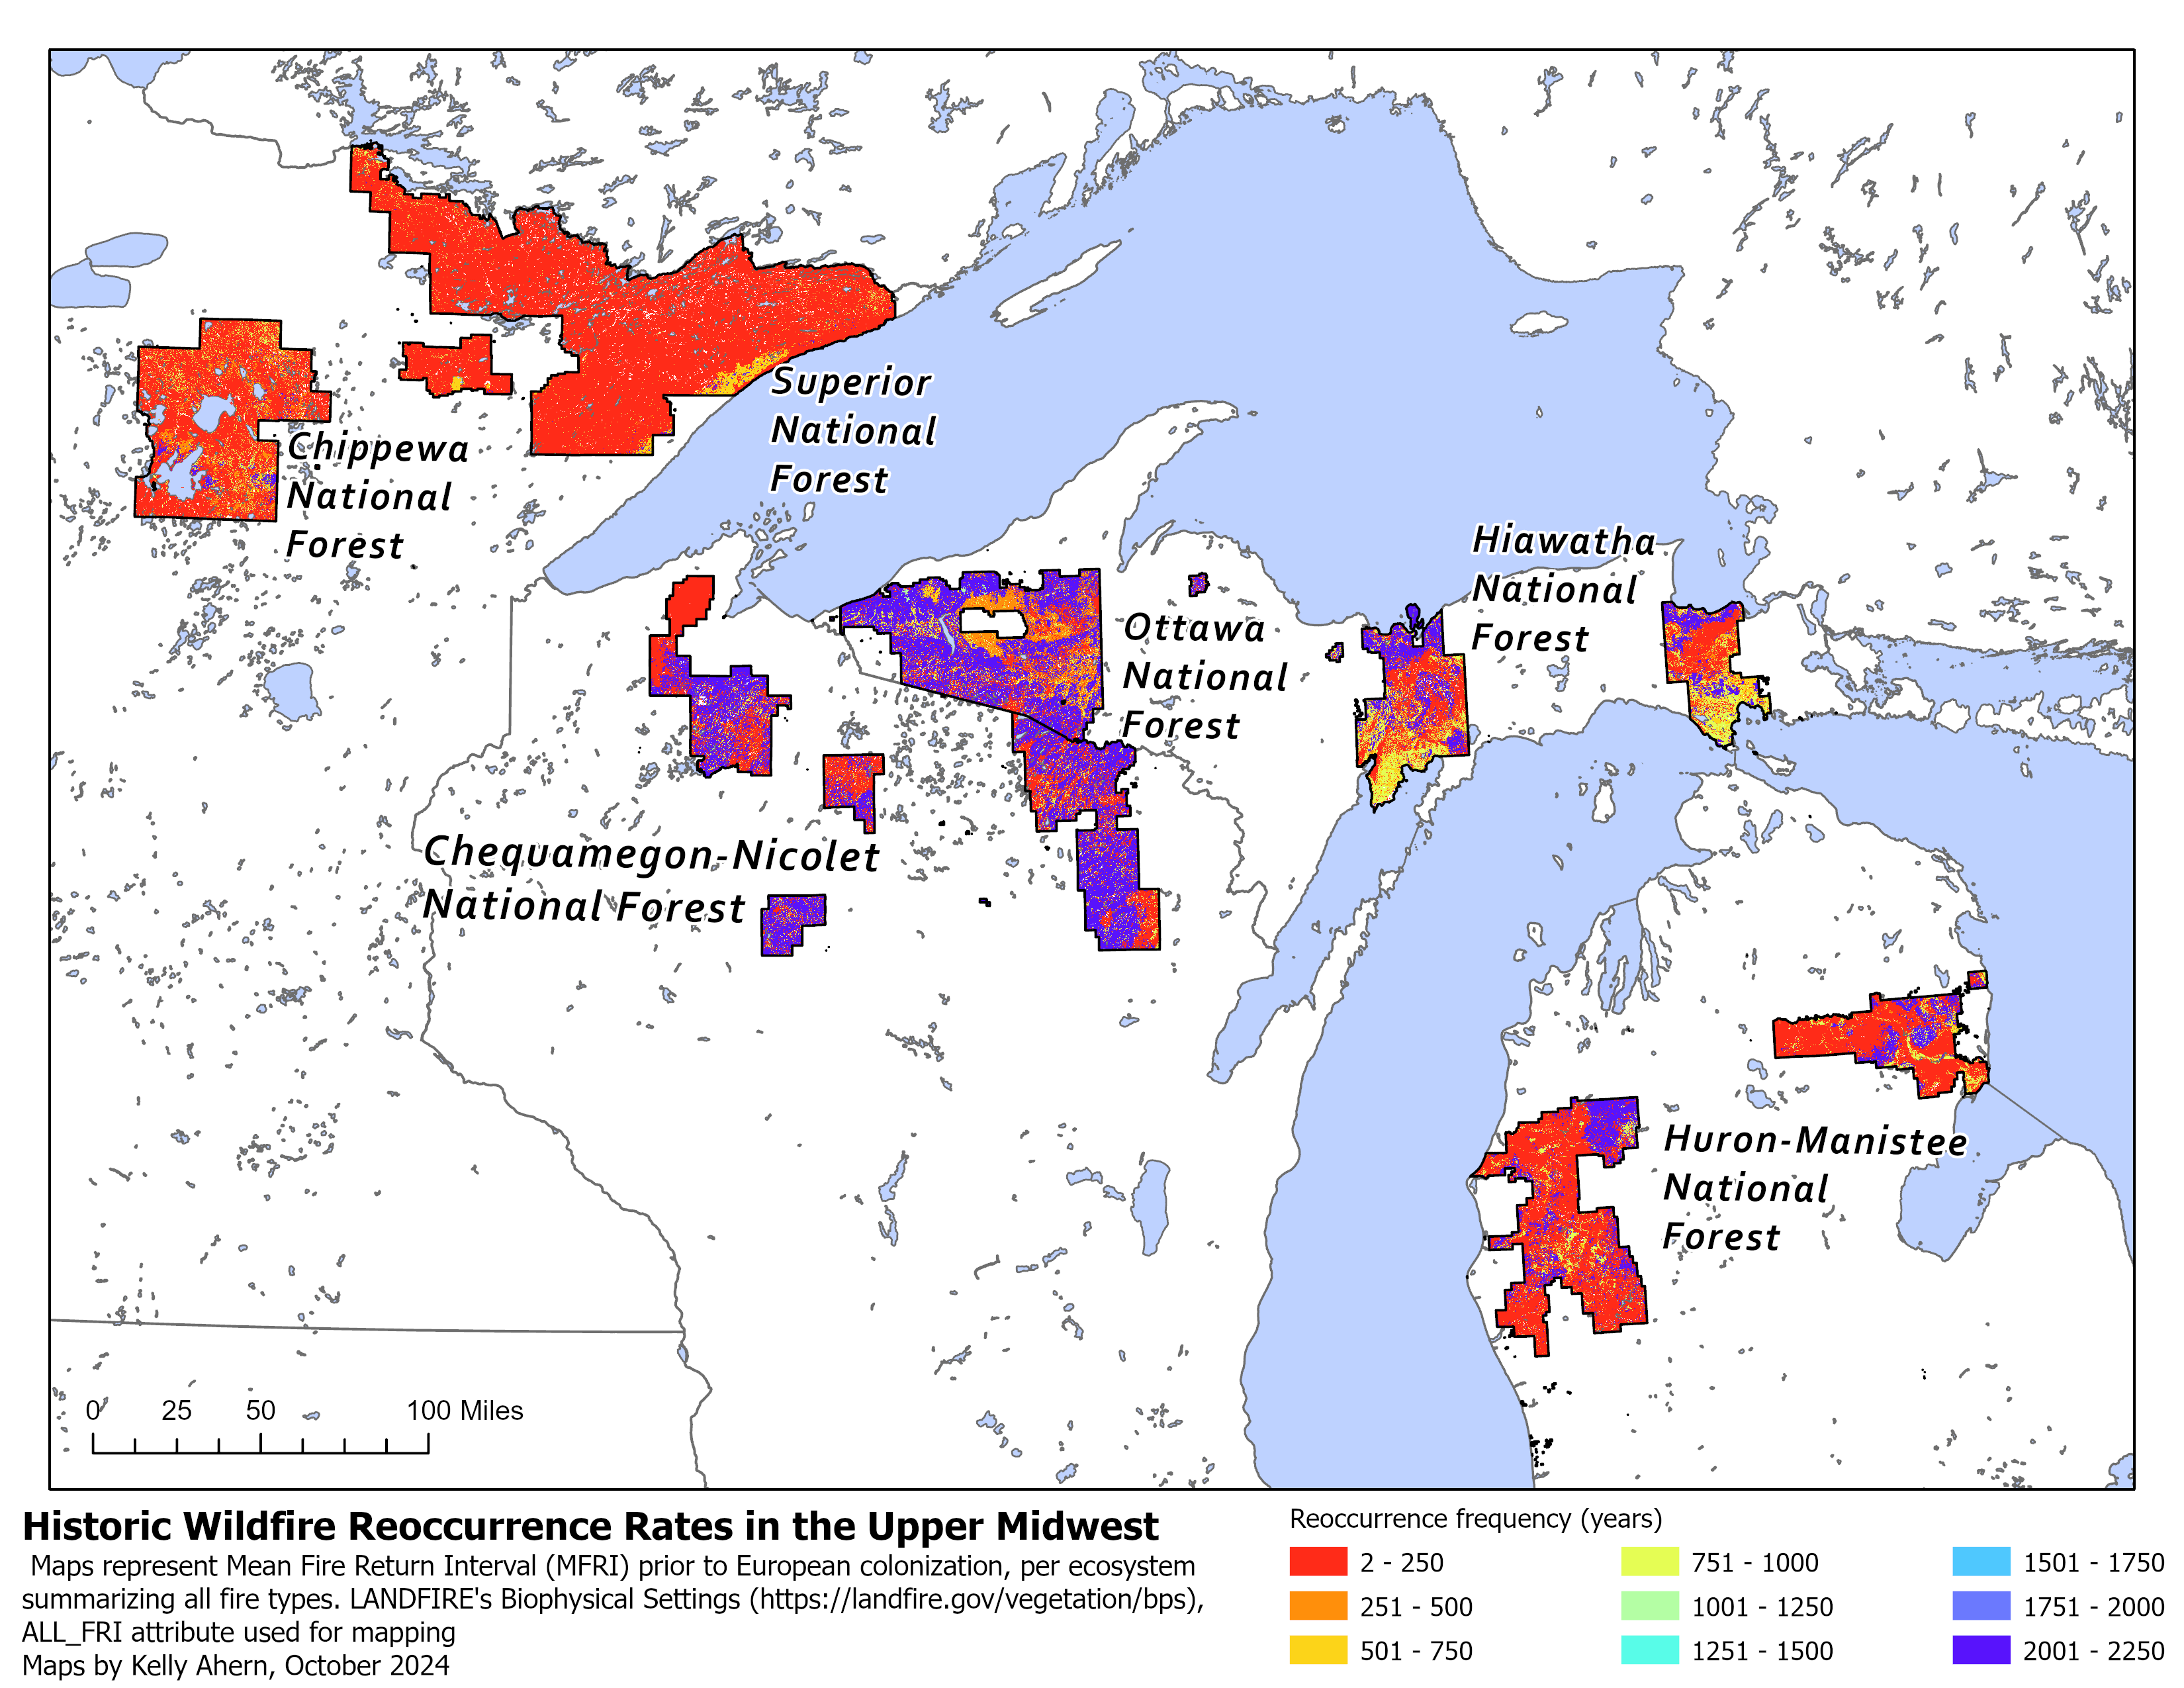 Superior
National
Forest
Chippewa
National
Forest
Hiawatha
National
Forest
Ottawa
National
Forest
Chequamegon-Nicolet
National Forest
Huron-Manistee
National
Forest
0 25 50 100 Miles
Historic Wildfire Reoccurrence Rates in the Upper Midwest
Maps represent Mean Fire Return Interval (MFRI) prior to European colonization, per ecosystem
summarizing all fire types. LANDFIRE's Biophysical Settings (https://landfire.gov/vegetation/bps),
ALL_FRI attribute used for mapping
Maps by Kelly Ahern, October 2024
Reoccurrence frequency (years)
2 - 250
251 - 500
501 - 750
751 - 1000
1001 - 1250
1251 - 1500
1501 - 1750
1751 - 2000
2001 - 2250